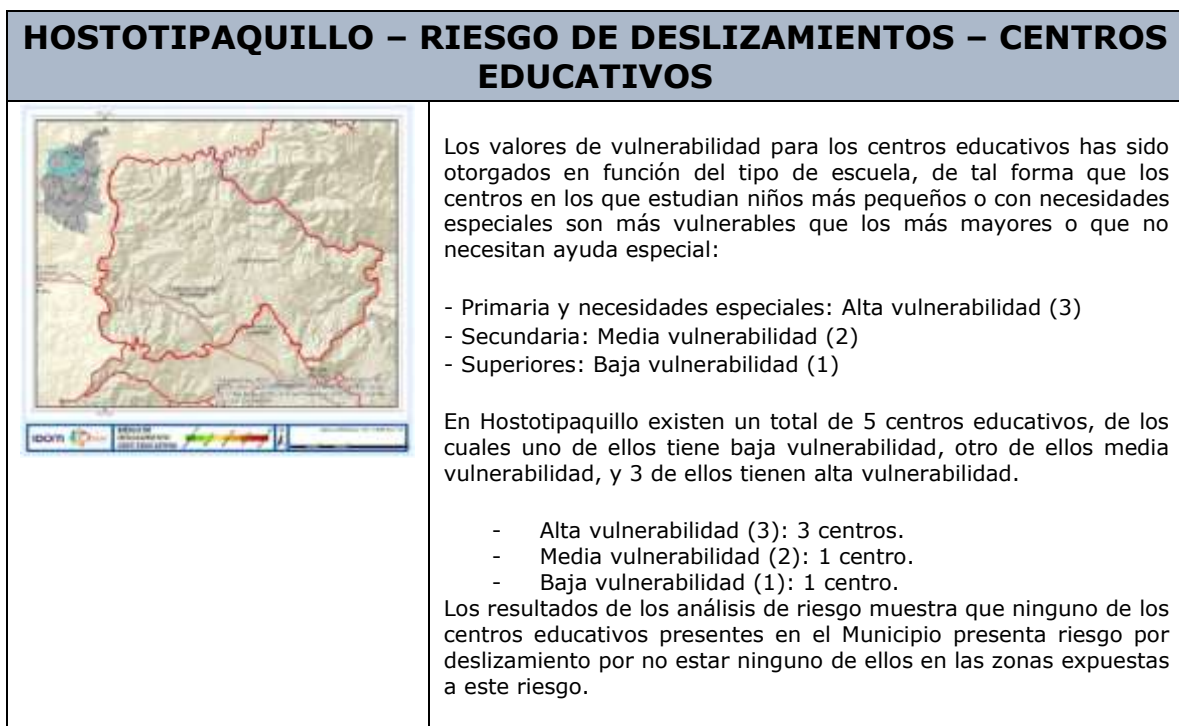 HOSTOTIPAQUILLO – RIESGO DE DESLIZAMIENTOS – CENTROS
EDUCATIVOS
Los valores de vulnerabilidad para los centros educativos has sido
otorgados en función del tipo de escuela, de tal forma que los
centros en los que estudian niños más pequeños o con necesidades
especiales son más vulnerables que los más mayores o que no
necesitan ayuda especial:
- Primaria y necesidades especiales: Alta vulnerabilidad (3)
- Secundaria: Media vulnerabilidad (2)
- Superiores: Baja vulnerabilidad (1)
En Hostotipaquillo existen un total de 5 centros educativos, de los
cuales uno de ellos tiene baja vulnerabilidad, otro de ellos media
vulnerabilidad, y 3 de ellos tienen alta vulnerabilidad.
- Alta vulnerabilidad (3): 3 centros.
- Media vulnerabilidad (2): 1 centro.
- Baja vulnerabilidad (1): 1 centro.
Los resultados de los análisis de riesgo muestra que ninguno de los
centros educativos presentes en el Municipio presenta riesgo por
deslizamiento por no estar ninguno de ellos en las zonas expuestas
a este riesgo.
IDOM